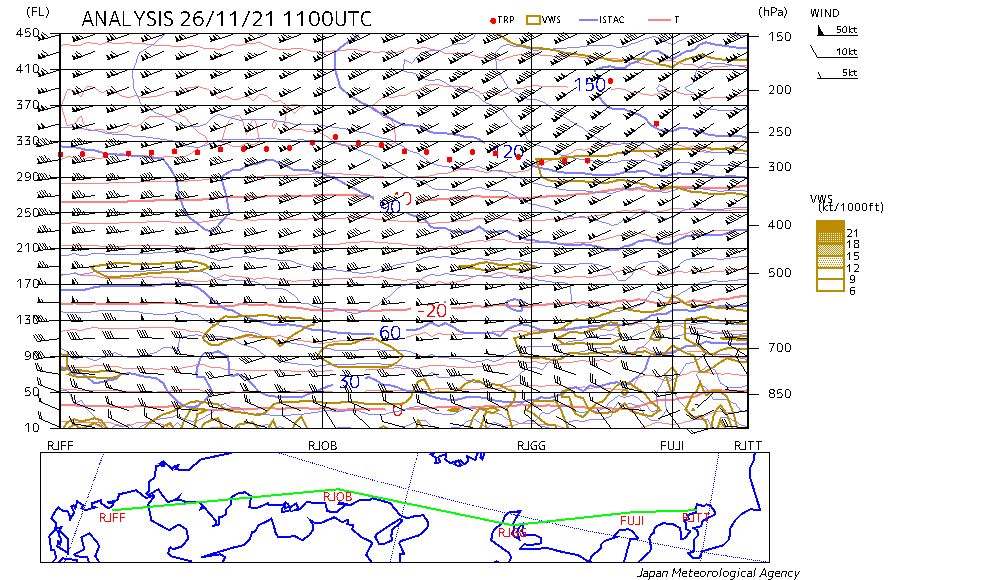 (FL) ANALYSIS 26/11/21 1100UTC TRP VWS ISTAC T (hPa) WIND
450 150 50kt
410 10kt
150 5kt
370 200
330 250
120
290 300
90
250 400
VWS
(kt/1000ft)
210
21
18
15
500 12
170 9
6
-20
130
60
90 700
30
50 850
0
10
RJFF RJOB RJGG FUJI RJTT
RJOB
RJFF FUJI RJTT
Japan Meteorological Agency